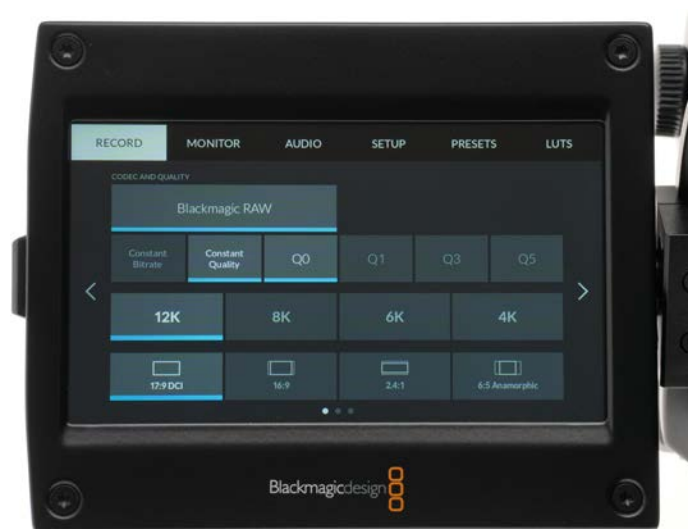 RECORD MONITOR AUDIO SETUP PRESETS LUTS
CODEC AND QUALITY
Blackmagic RAW
Constant Bitrate Constant Quality Q0 Q1 Q3 Q5
12K 8K 6K 4K
17:9 DCI 16:9 2.4:1 6:5 Anamorphic
Blackmagicdesign